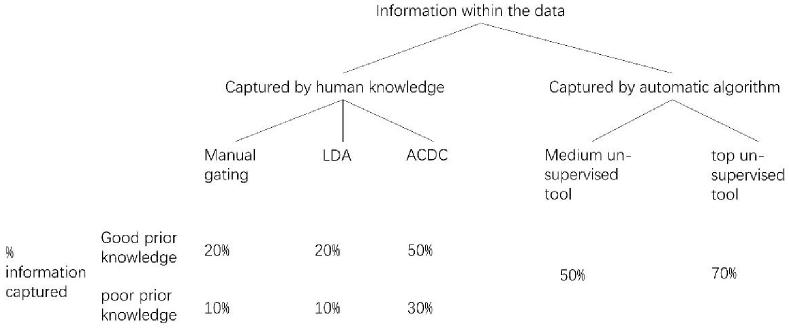 Information within the data
Captured by human knowledge
Captured by automatic algorithm
Manual
gating
LDA
ACDC
Medium un-
supervised
tool
top un-
supervised
tool
%
information
captured
Good prior
knowledge
20%
20%
50%
poor prior
knowledge
10%
10%
30%
50%
70%